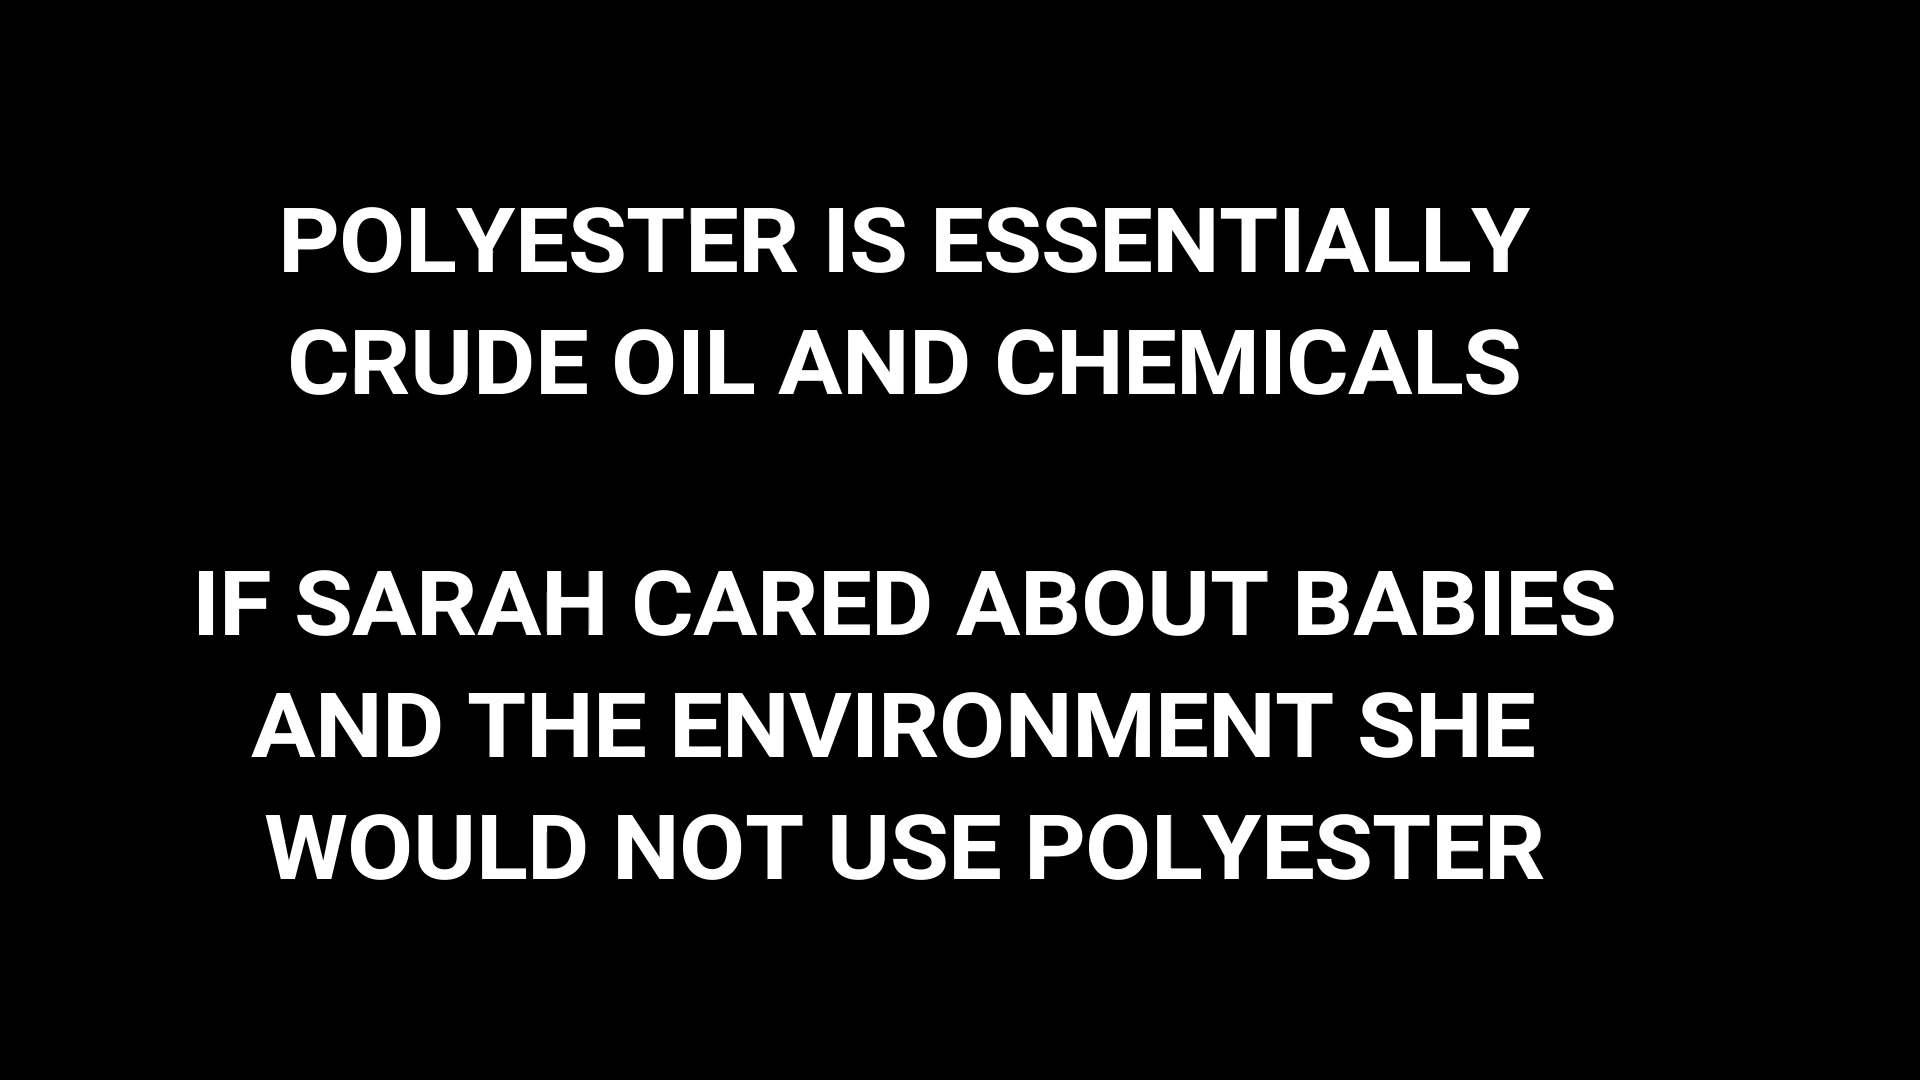 POLYESTER IS ESSENTIALLY
CRUDE OIL AND CHEMICALS
IF SARAH CARED ABOUT BABIES
AND THE ENVIRONMENT SHE
WOULD NOT USE POLYESTER